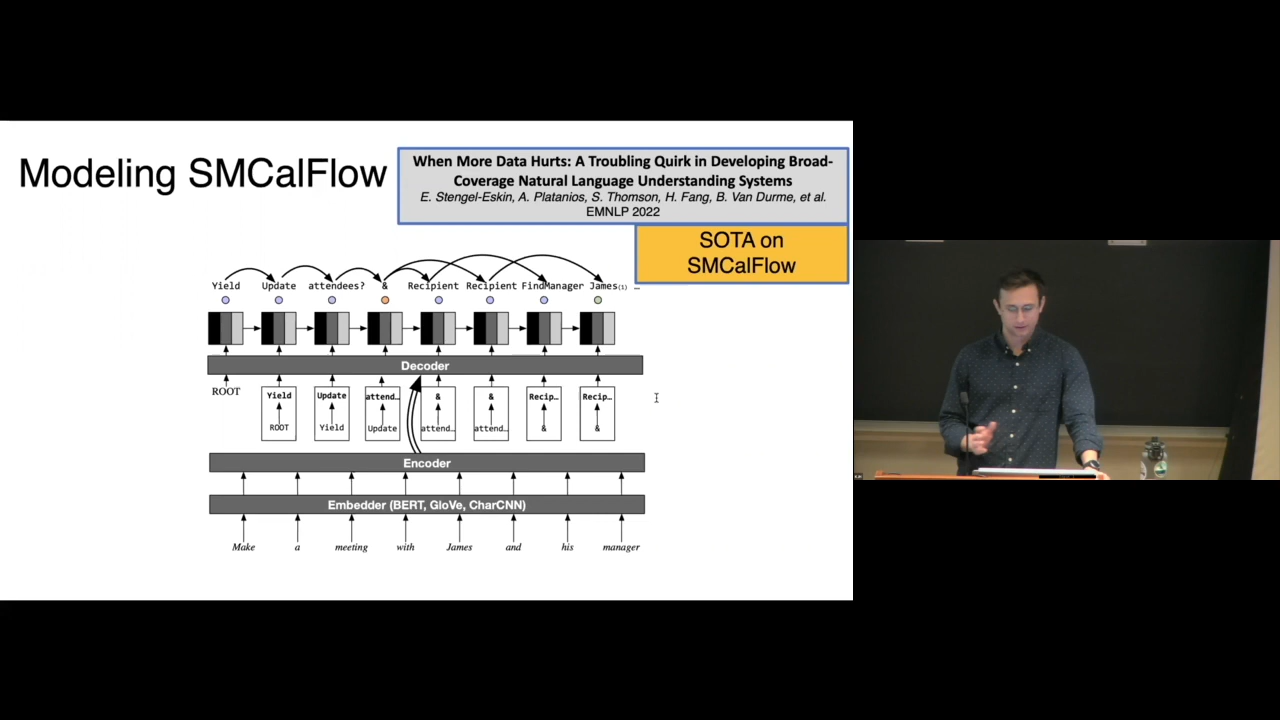 Modeling SMCalFlow
When More Data Hurts: A Troubling Quirk in Developing Broad-
Coverage Natural Language Understanding Systems
E. Stengel-Eskin, A. Platanios, S. Thomson, H. Fang, B. Van Durme, et al.
EMNLP 2022
SOTA on
SMCalFlow
Yield Update attendees? & Recipient Recipient FindManager James(1) …
Decoder
ROOT
Yield Update attend… & & Recip… Recip…
ROOT Yield Update attend… attend… & &
Encoder
Embedder (BERT, GloVe, CharCNN)
Make a meeting with James and his manager